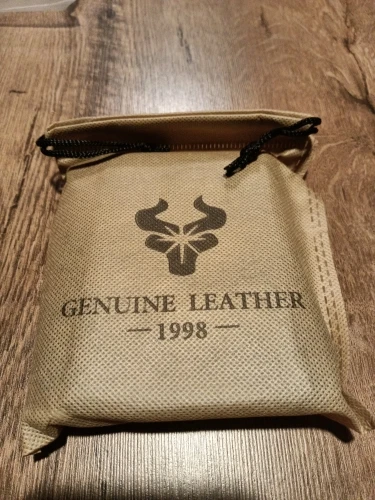 GENUINE LEATHER
— 1998 —